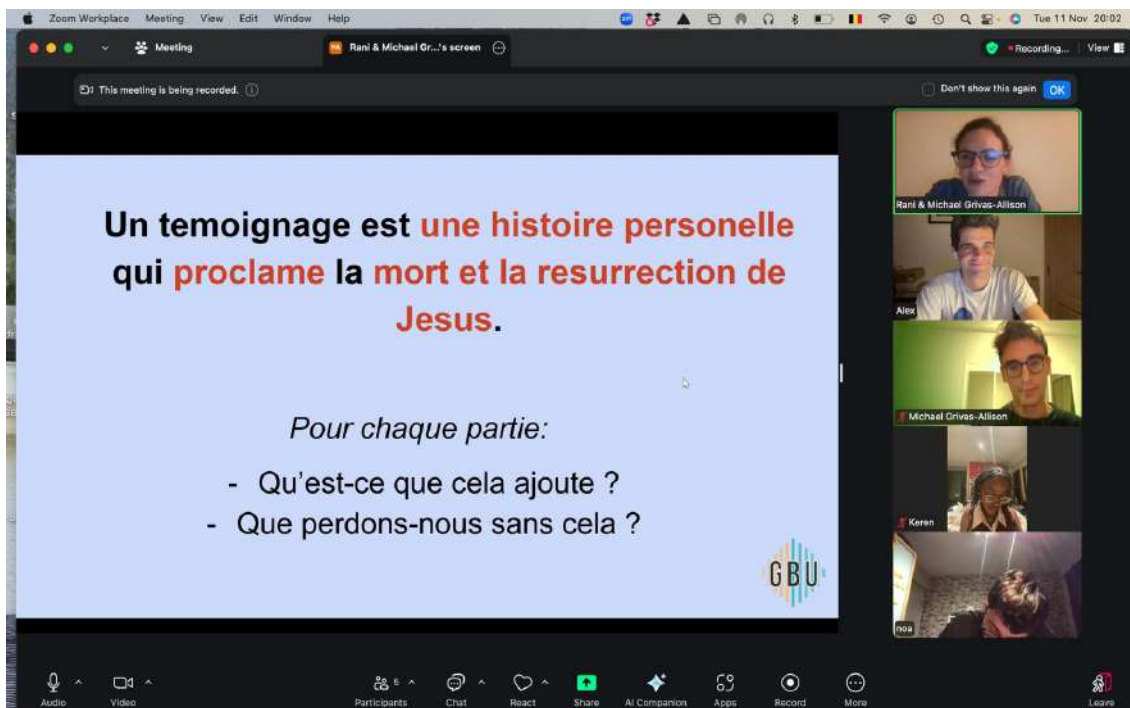 Zoom Workplace Meeting View Edit Window Help
Tue 11 Nov 20:02
Meeting
Rani & Michael Gr...'s screen
Recording...
View
This meeting is being recorded.
Don't show this again
OK
Un temoignage est une histoire personelle
qui proclame la mort et la resurrection de
Jesus.
Pour chaque partie:
- Qu'est-ce que cela ajoute ?
- Que perdons-nous sans cela ?
GBU
Rani & Michael Grivas-Allison
Alex
Michael Grivas-Allison
Keren
noa
Audio
Video
Participants
Chat
React
Share
AI Companion
Apps
Record
More
Leave